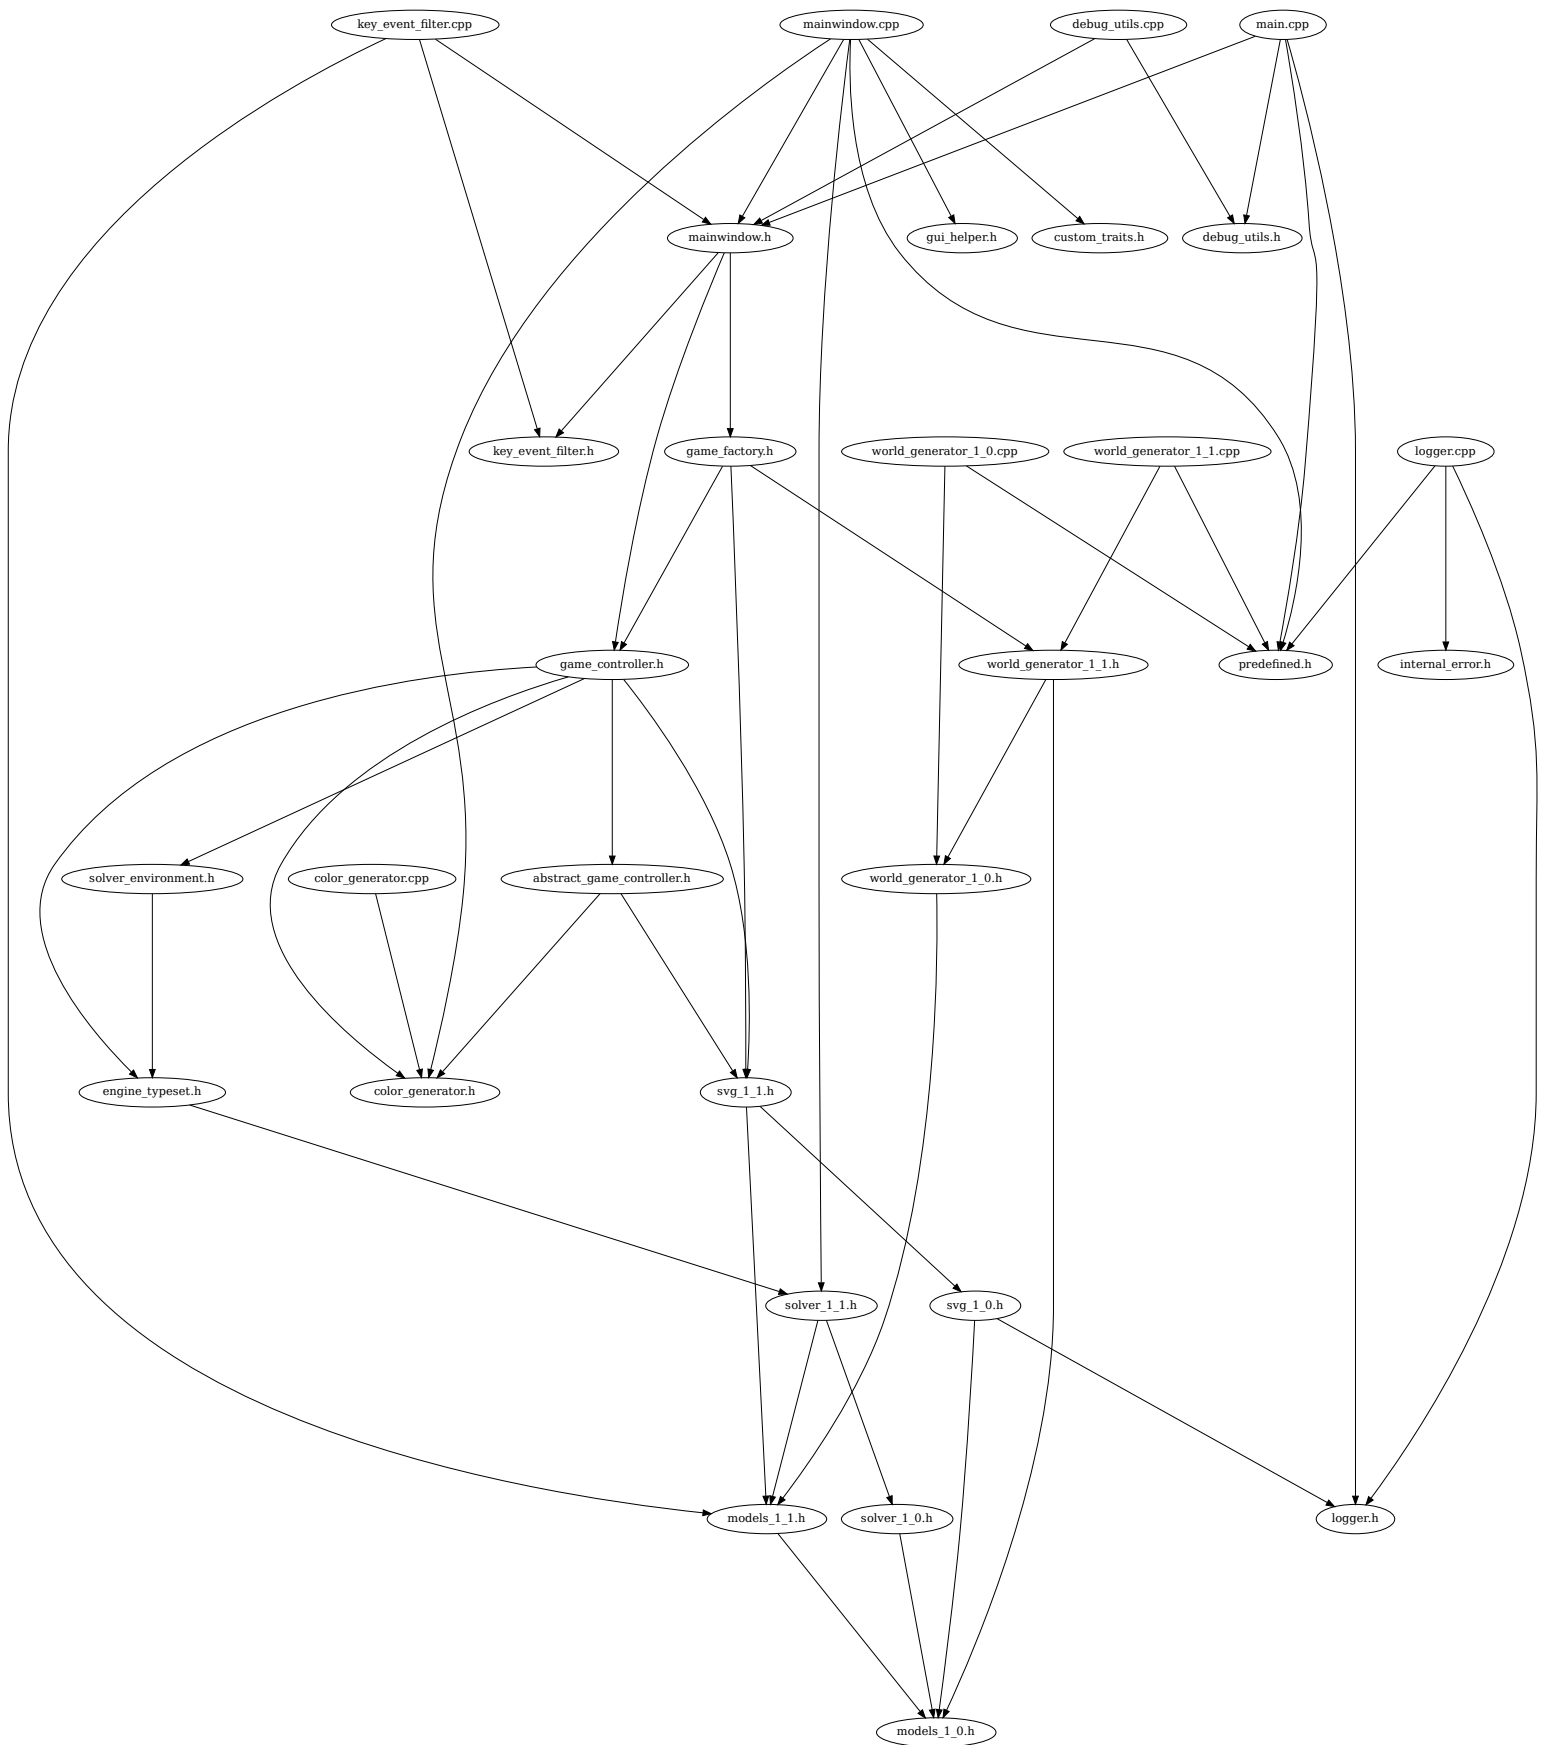 key_event_filter.cpp
mainwindow.cpp
debug_utils.cpp
main.cpp
mainwindow.h
gui_helper.h
custom_traits.h
debug_utils.h
key_event_filter.h
game_factory.h
world_generator_1_0.cpp
world_generator_1_1.cpp
logger.cpp
game_controller.h
world_generator_1_1.h
predefined.h
internal_error.h
solver_environment.h
color_generator.cpp
abstract_game_controller.h
world_generator_1_0.h
engine_typeset.h
color_generator.h
svg_1_1.h
solver_1_1.h
svg_1_0.h
models_1_1.h
solver_1_0.h
logger.h
models_1_0.h